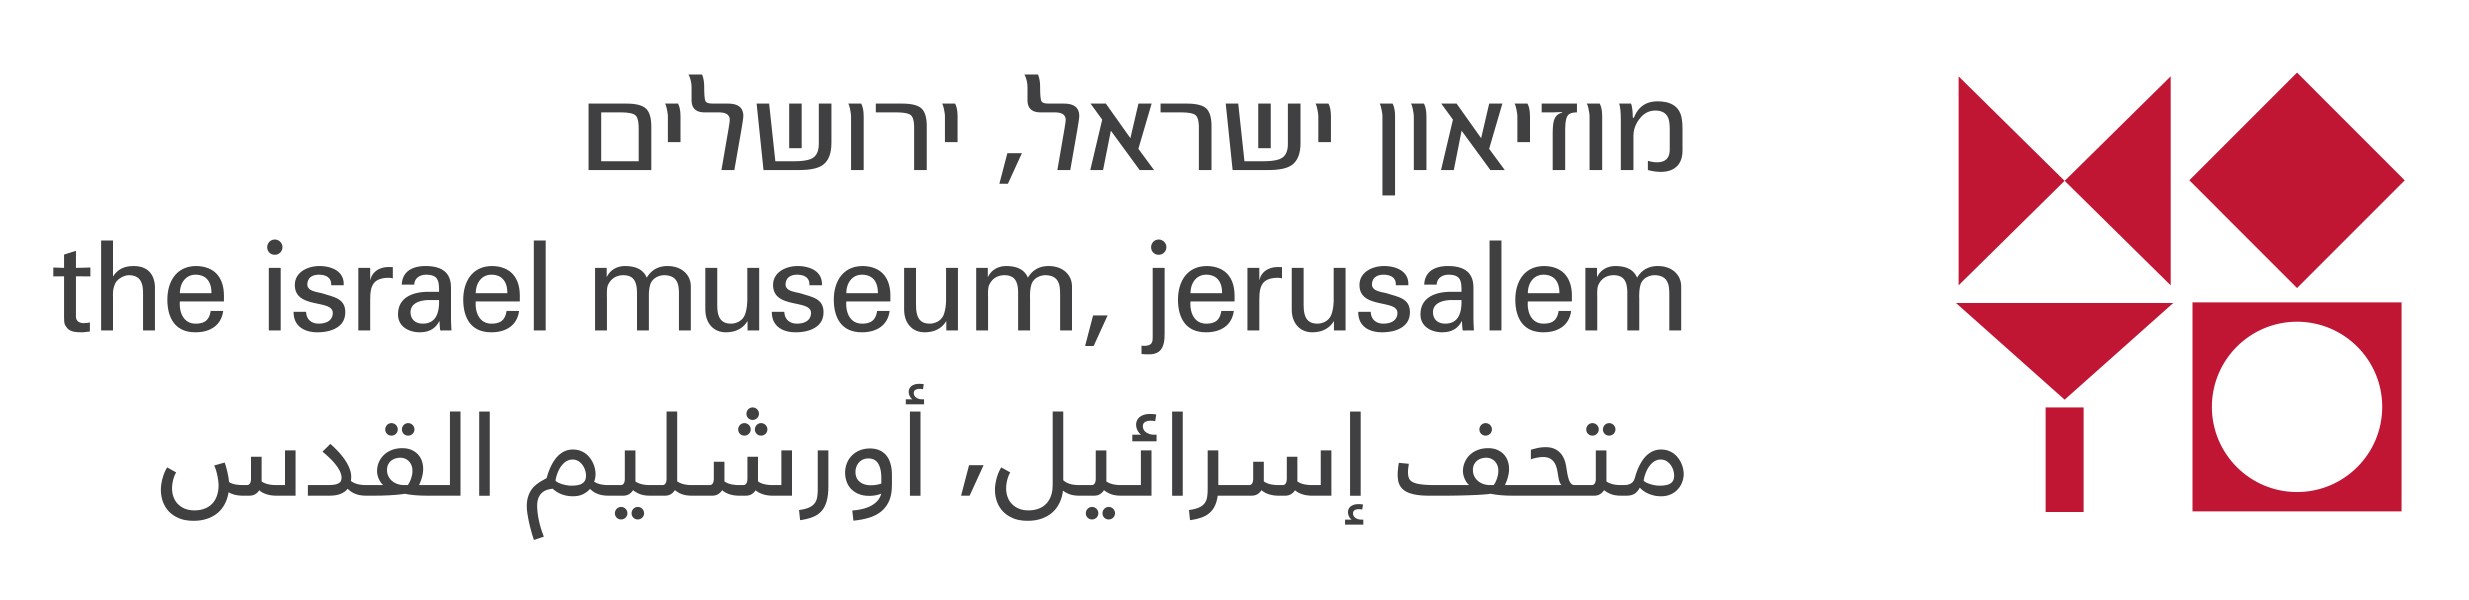 מוזיאון ישראל, ירושלים
the israel museum, jerusalem
متحف إسرائيل، أورشليم القدس